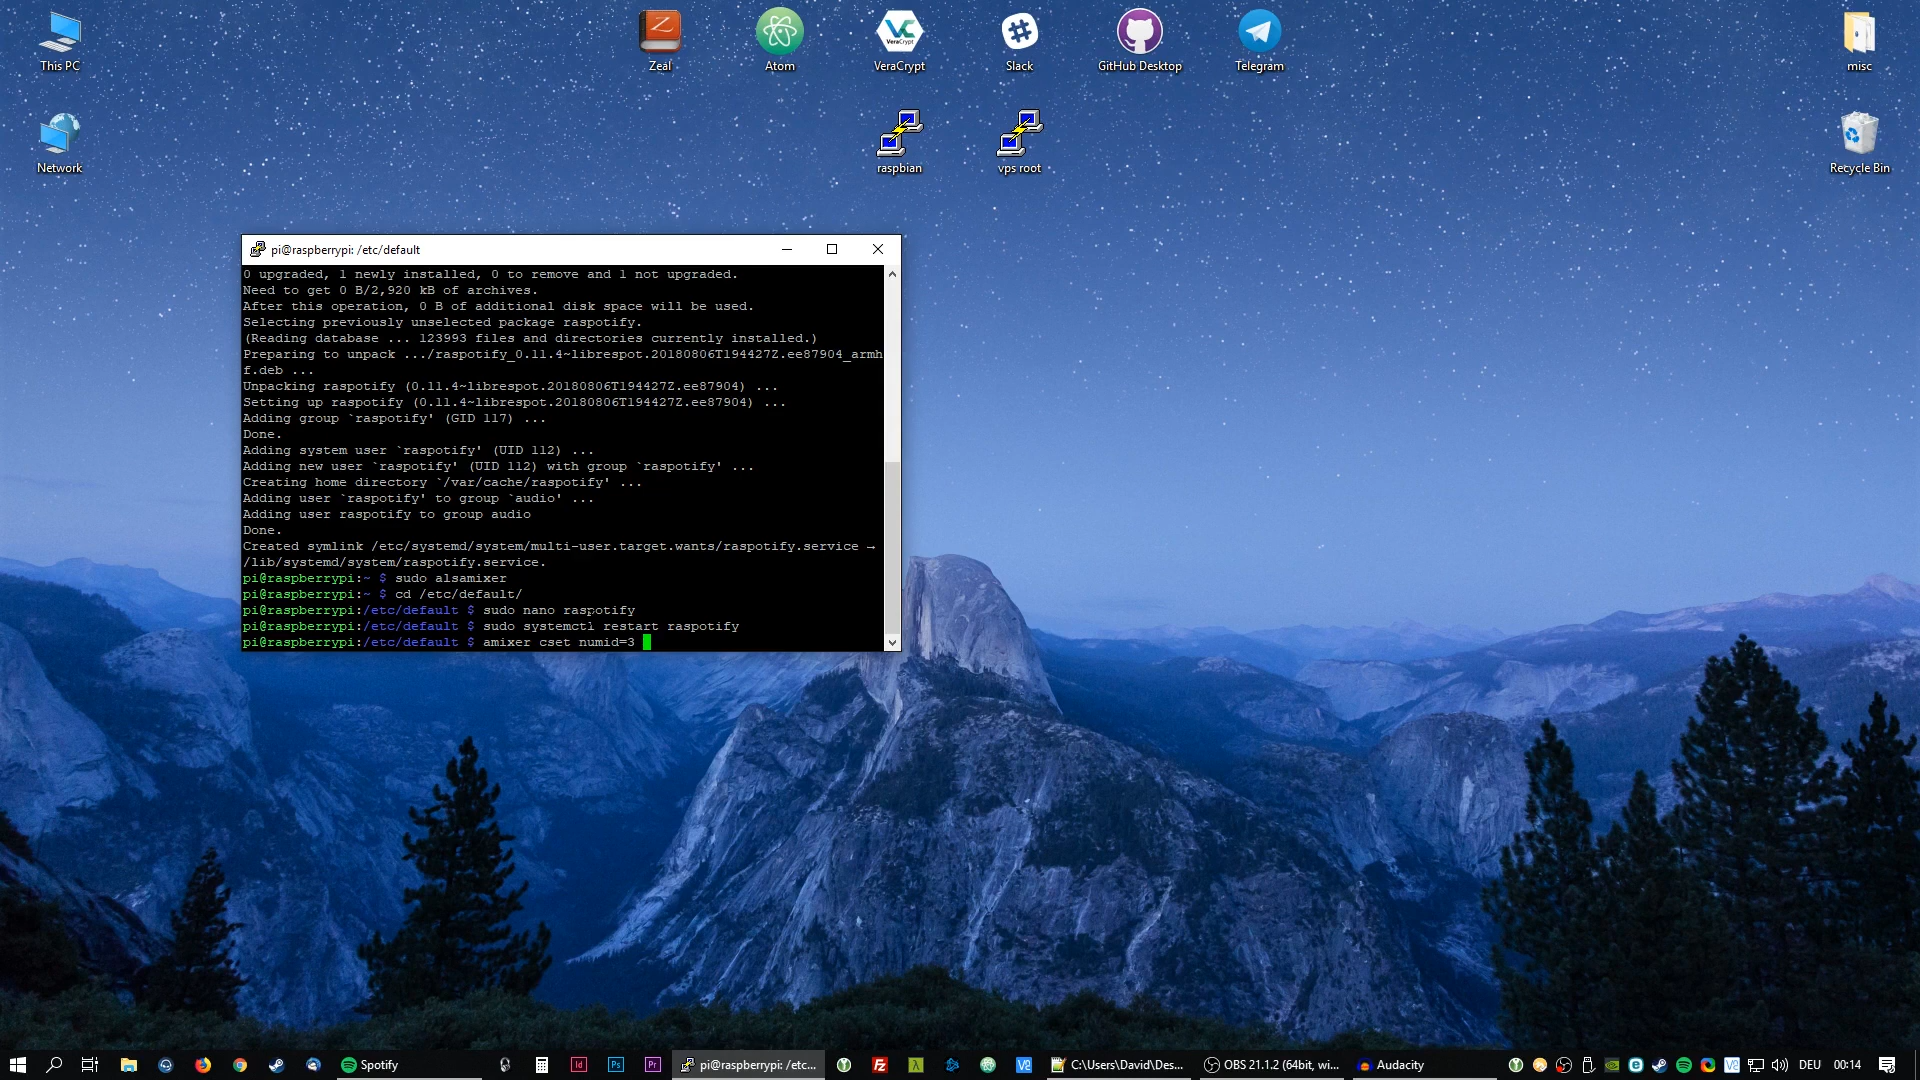 This PC
Zeal
Atom
VC
VeraCrypt
VeraCrypt
Slack
GitHub Desktop
Telegram
misc
Network
raspbian
vps root
Recycle Bin
pi@raspberrypi: /etc/default
0 upgraded, 1 newly installed, 0 to remove and 1 not upgraded.
Need to get 0 B/2,920 kB of archives.
After this operation, 0 B of additional disk space will be used.
Selecting previously unselected package raspotify.
(Reading database ... 123993 files and directories currently installed.)
Preparing to unpack .../raspotify_0.11.4~librespot.20180806T194427Z.ee87904_armh
f.deb ...
Unpacking raspotify (0.11.4~librespot.20180806T194427Z.ee87904) ...
Setting up raspotify (0.11.4~librespot.20180806T194427Z.ee87904) ...
Adding group `raspotify' (GID 117) ...
Done.
Adding system user `raspotify' (UID 112) ...
Adding new user `raspotify' (UID 112) with group `raspotify' ...
Creating home directory `/var/cache/raspotify' ...
Adding user `raspotify' to group `audio' ...
Adding user raspotify to group audio
Done.
Created symlink /etc/systemd/system/multi-user.target.wants/raspotify.service →
/lib/systemd/system/raspotify.service.
pi@raspberrypi:~ $ sudo alsamixer
pi@raspberrypi:~ $ cd /etc/default/
pi@raspberrypi:/etc/default $ sudo nano raspotify
pi@raspberrypi:/etc/default $ sudo systemctl restart raspotify
pi@raspberrypi:/etc/default $ amixer cset numid=3
Spotify
Id
Ps
Pr
pi@raspberrypi: /etc...
FZ
λ
C:\Users\David\Des...
OBS 21.1.2 (64bit, wi...
Audacity
DEU
00:14